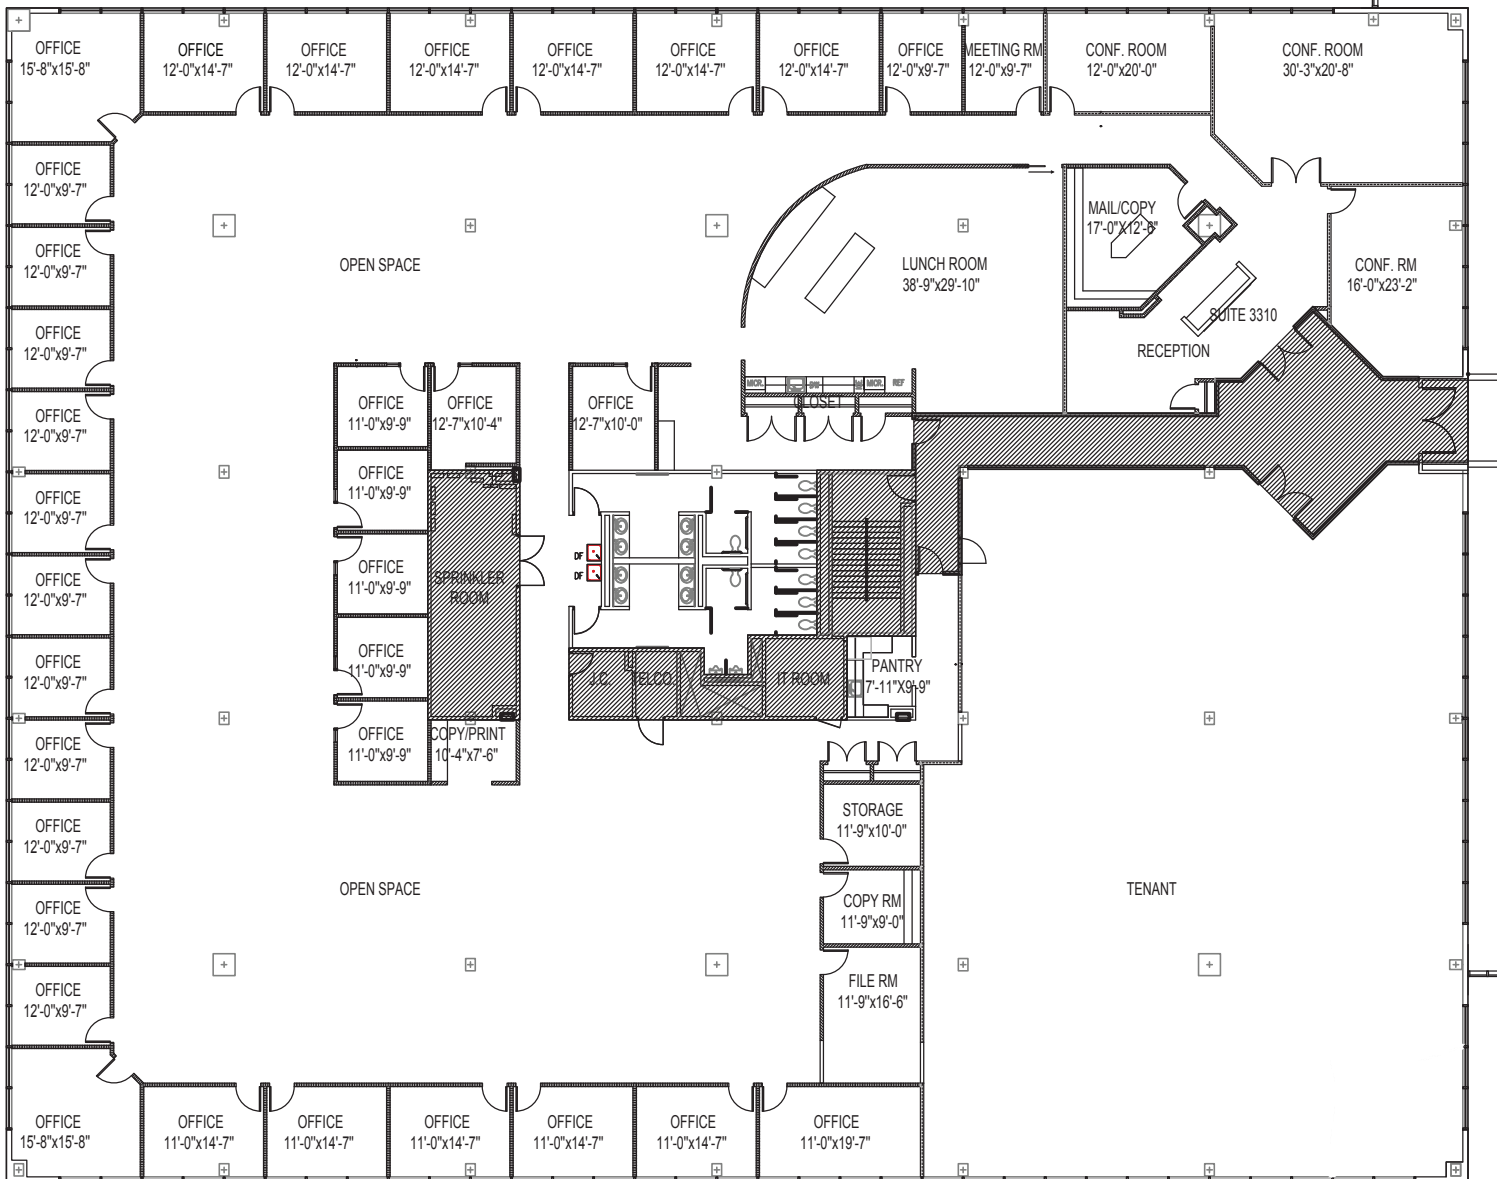 OFFICE
15'-8"x15'-8"
OFFICE
12'-0"x14'-7"
OFFICE
12'-0"x14'-7"
OFFICE
12'-0"x14'-7"
OFFICE
12'-0"x14'-7"
OFFICE
12'-0"x14'-7"
OFFICE
12'-0"x14'-7"
OFFICE
12'-0"x9'-7"
MEETING RM
12'-0"x9'-7"
CONF. ROOM
12'-0"x20'-0"
CONF. ROOM
30'-3"x20'-8"
OFFICE
12'-0"x9'-7"
OFFICE
12'-0"x9'-7"
OFFICE
12'-0"x9'-7"
OFFICE
12'-0"x9'-7"
OFFICE
12'-0"x9'-7"
OFFICE
12'-0"x9'-7"
OFFICE
12'-0"x9'-7"
OFFICE
12'-0"x9'-7"
OFFICE
12'-0"x9'-7"
OFFICE
12'-0"x9'-7"
OFFICE
12'-0"x9'-7"
OPEN SPACE
LUNCH ROOM
38'-9"x29'-10"
MAIL/COPY
17'-0"X12'-6"
CONF. RM
16'-0"x23'-2"
SUITE 3310
RECEPTION
MICR.
DW
MICR.
REF
CLOSET
OFFICE
11'-0"x9'-9"
OFFICE
12'-7"x10'-4"
OFFICE
12'-7"x10'-0"
OFFICE
11'-0"x9'-9"
OFFICE
11'-0"x9'-9"
OFFICE
11'-0"x9'-9"
OFFICE
11'-0"x9'-9"
SPRINKLER
ROOM
DF
DF
J.C.
TELCO.
IT ROOM
PANTRY
7'-11"X9'-9"
COPY/PRINT
10'-4"x7'-6"
STORAGE
11'-9"x10'-0"
COPY RM
11'-9"x9'-0"
FILE RM
11'-9"x16'-6"
OPEN SPACE
TENANT
OFFICE
15'-8"x15'-8"
OFFICE
11'-0"x14'-7"
OFFICE
11'-0"x14'-7"
OFFICE
11'-0"x14'-7"
OFFICE
11'-0"x14'-7"
OFFICE
11'-0"x14'-7"
OFFICE
11'-0"x19'-7"